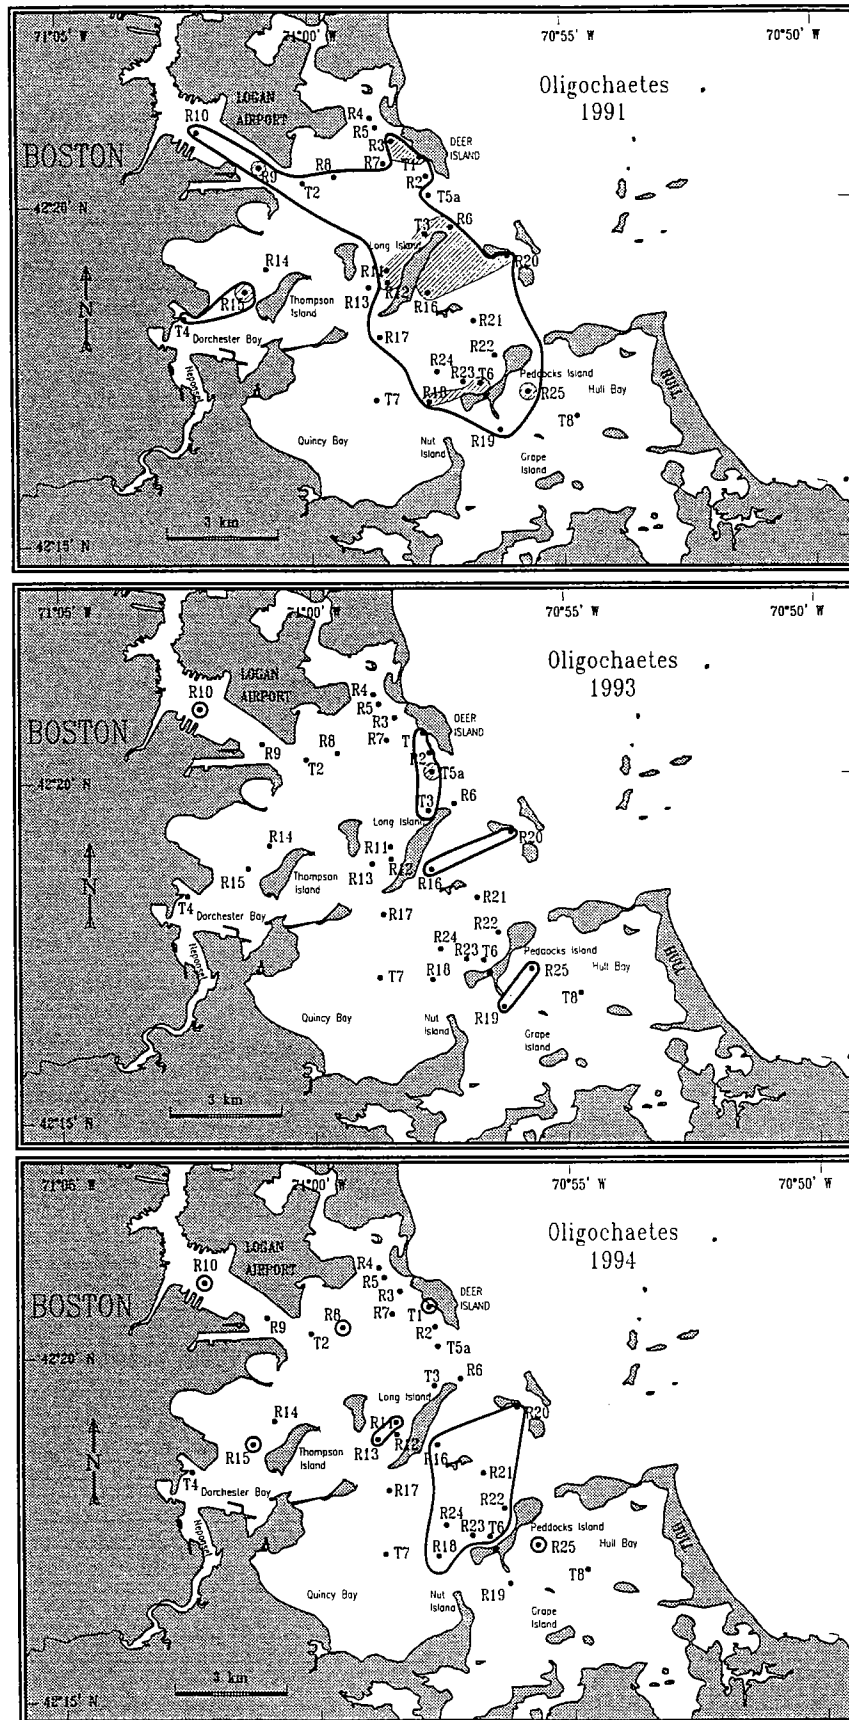 71°05' W
71°00' W
70°55' W
70°50' W
Oligochaetes
1991
R10
LOGAN
AIRPORT
R4
R5
R3
DEER
ISLAND
BOSTON
R9
R8
R7
T1
R2
T2
T5a
42°20' N
T3
R6
Long Island
R20
R14
R11
R12
R13
R16
N
R15
Thompson
Island
R21
T4
Dorchester Bay
R17
R22
R24
R23
T6
Peddocks Island
R25
Hull Bay
HULL
Neponset
R18
T7
T8
R19
Quincy Bay
Nut
Island
Grape
Island
3 km
42°15' N
71°05' W
71°00' W
70°55' W
70°50' W
Oligochaetes
1993
R10
LOGAN
AIRPORT
R4
R5
R3
DEER
ISLAND
BOSTON
R9
R8
R7
T
R2
T2
T5a
42°20' N
T3
R6
Long Island
R20
R14
R11
R12
R13
R16
N
R15
Thompson
Island
R21
T4
Dorchester Bay
R17
R22
R24
R23
T6
Peddocks Island
R25
Hull Bay
HULL
Neponset
R18
T7
T8
R19
Quincy Bay
Nut
Island
Grape
Island
3 km
42°15' N
71°05' W
71°00' W
70°55' W
70°50' W
Oligochaetes
1994
R10
LOGAN
AIRPORT
R4
R5
R3
DEER
ISLAND
BOSTON
R9
R8
R7
T1
R2
T2
T5a
42°20' N
T3
R6
Long Island
R20
R14
R11
R12
R13
R16
N
R15
Thompson
Island
R21
T4
Dorchester Bay
R17
R22
R24
R23
T6
Peddocks Island
R25
Hull Bay
HULL
Neponset
R18
T7
T8
R19
Quincy Bay
Nut
Island
Grape
Island
3 km
42°15' N